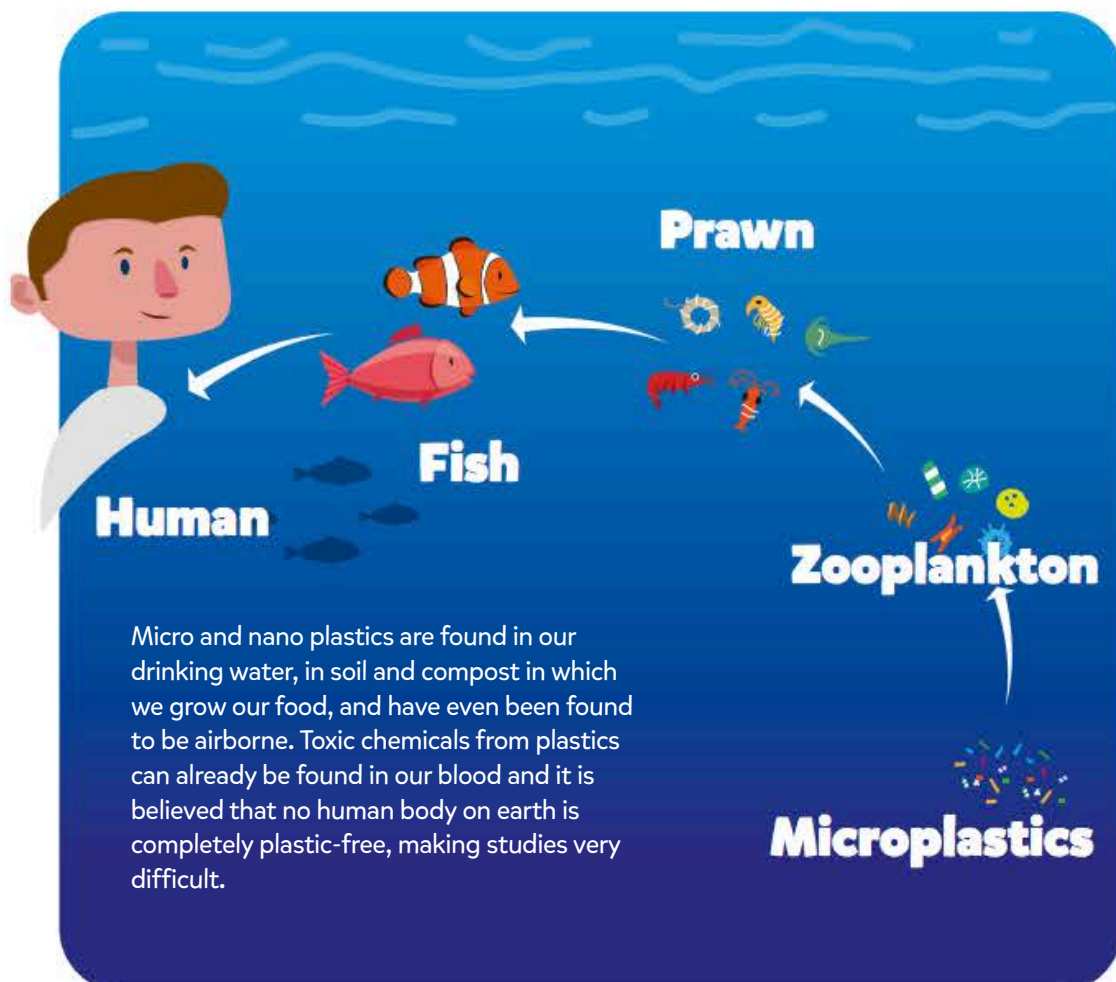 Prawn
Fish
Human
Zooplankton
Micro and nano plastics are found in our
drinking water, in soil and compost in which
we grow our food, and have even been found
to be airborne. Toxic chemicals from plastics
can already be found in our blood and it is
believed that no human body on earth is
completely plastic-free, making studies very
difficult.
Microplastics